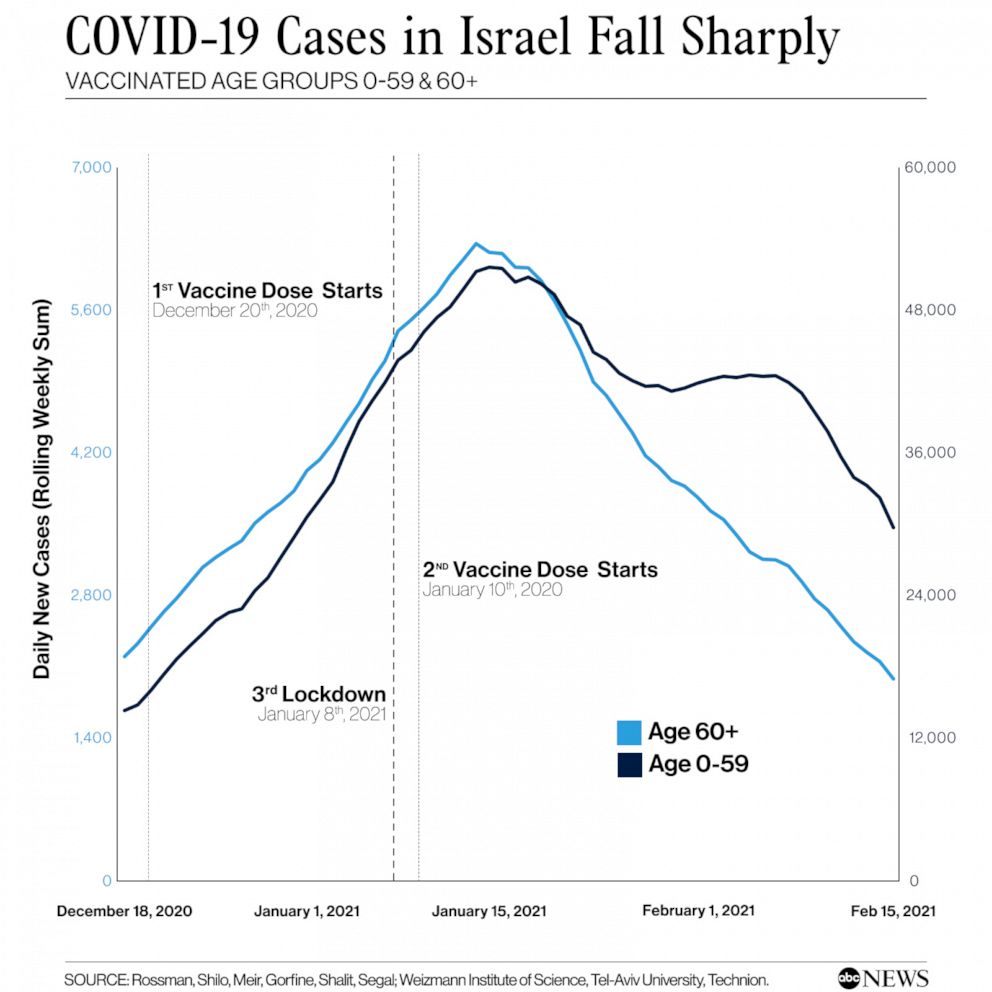 COVID-19 Cases in Israel Fall Sharply
VACCINATED AGE GROUPS 0-59 & 60+
7,000
60,000
1ST Vaccine Dose Starts
December 20th, 2020
5,600
48,000
Daily New Cases (Rolling Weekly Sum)
4,200
36,000
2ND Vaccine Dose Starts
January 10th, 2020
2,800
24,000
3rd Lockdown
January 8th, 2021
1,400
12,000
Age 60+
Age 0-59
0
0
December 18, 2020
January 1, 2021
January 15, 2021
February 1, 2021
Feb 15, 2021
SOURCE: Rossman, Shilo, Meir, Gorfine, Shalit, Segal; Weizmann Institute of Science, Tel-Aviv University, Technion.
abc NEWS